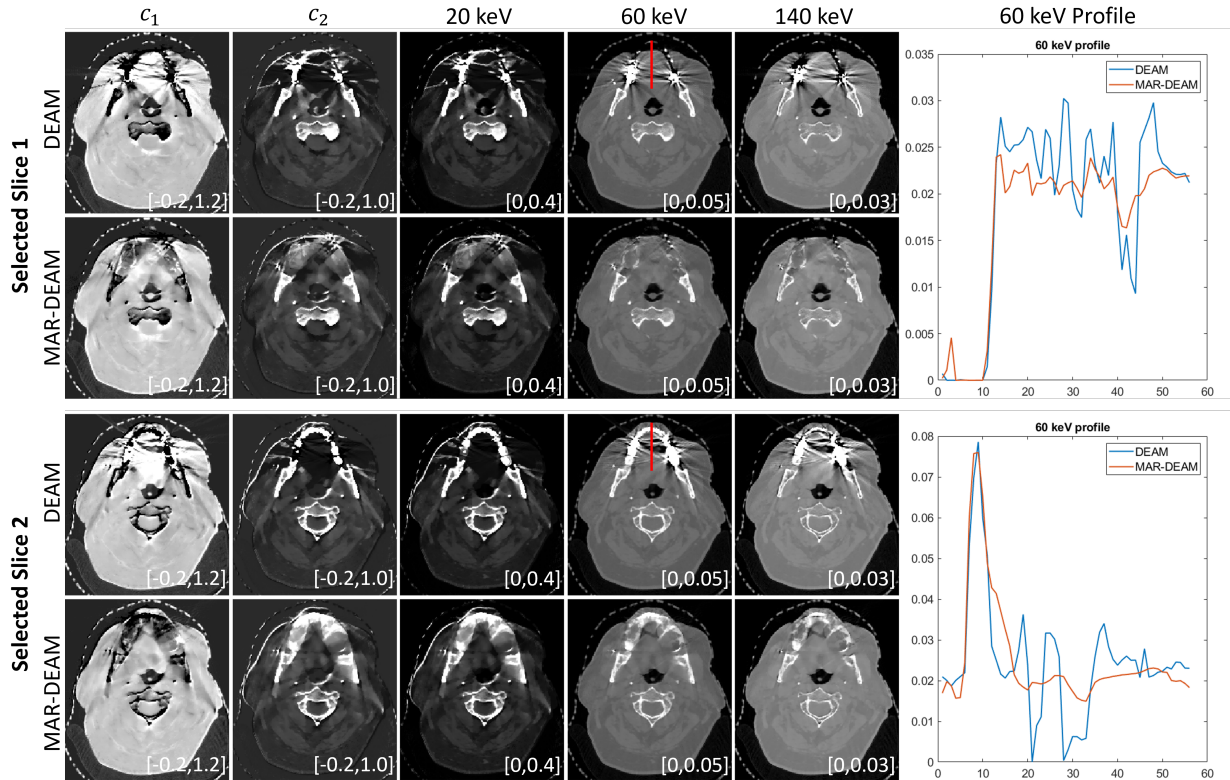 c₁ c₂ 20 keV 60 keV 140 keV 60 keV Profile
Selected Slice 1
DEAM
[-0.2,1.2] [-0.2,1.0] [0,0.4] [0,0.05] [0,0.03]
MAR-DEAM
[-0.2,1.2] [-0.2,1.0] [0,0.4] [0,0.05] [0,0.03]
60 keV profile
DEAM
MAR-DEAM
0.035
0.03
0.025
0.02
0.015
0.01
0.005
0
0 10 20 30 40 50 60
Selected Slice 2
DEAM
[-0.2,1.2] [-0.2,1.0] [0,0.4] [0,0.05] [0,0.03]
MAR-DEAM
[-0.2,1.2] [-0.2,1.0] [0,0.4] [0,0.05] [0,0.03]
60 keV profile
DEAM
MAR-DEAM
0.08
0.07
0.06
0.05
0.04
0.03
0.02
0.01
0
0 10 20 30 40 50 60